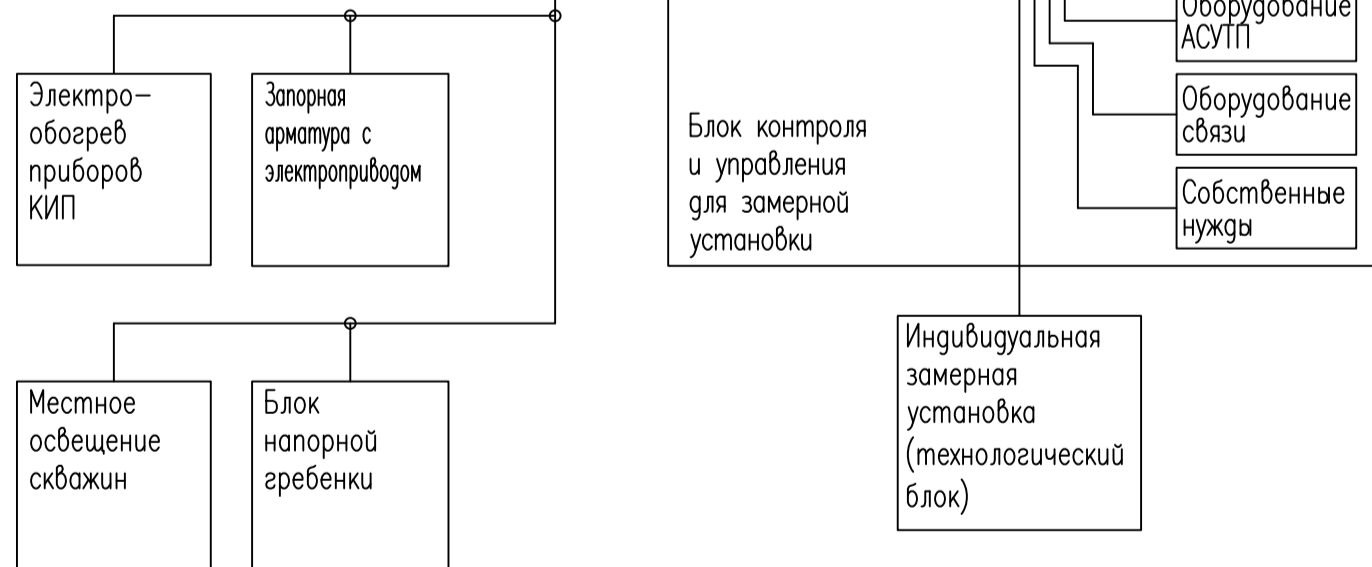 Электро-
обогрев
приборов
КИП
Запорная
арматура с
электроприводом
Местное
освещение
скважин
Блок
напорной
гребенки
Блок контроля
и управления
для замерной
установки
Оборудование
АСУТП
Оборудование
связи
Собственные
нужды
Индивидуальная
замерная
установка
(технологический
блок)